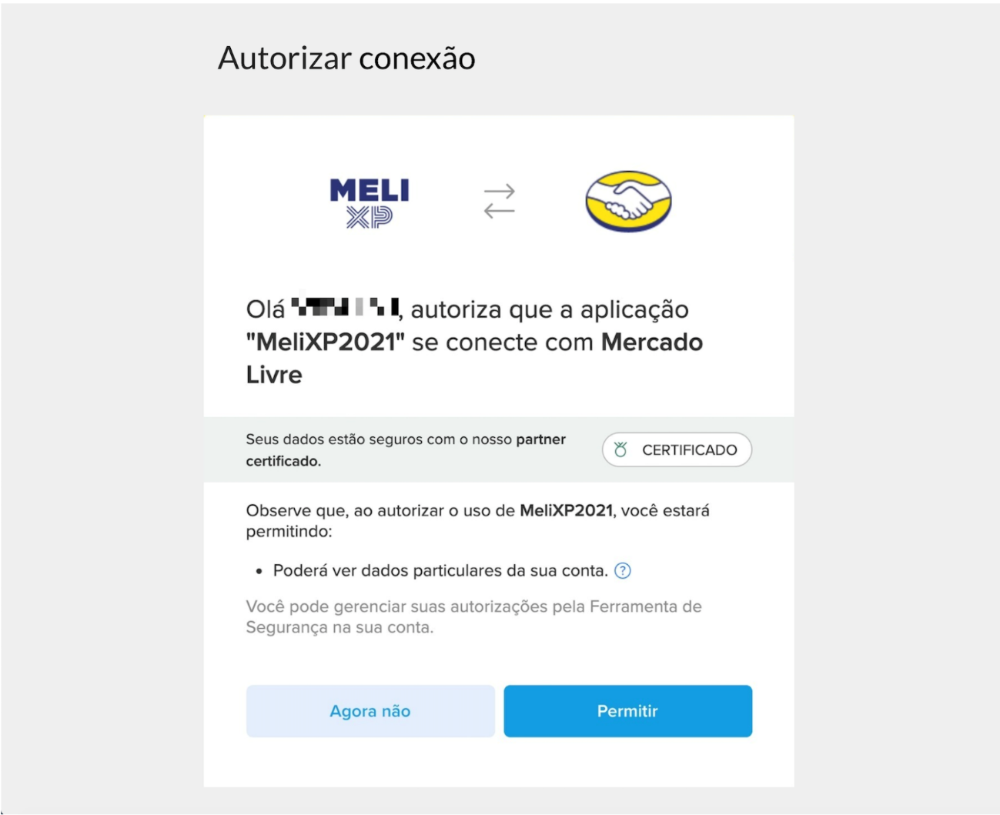 Autorizar conexão
MELI
XP
Olá , autoriza que a aplicação
"MeliXP2021" se conecte com Mercado
Livre
Seus dados estão seguros com o nosso partner
certificado.
CERTIFICADO
Observe que, ao autorizar o uso de MeliXP2021, você estará
permitindo:
• Poderá ver dados particulares da sua conta. ?
Você pode gerenciar suas autorizações pela Ferramenta de
Segurança na sua conta.
Agora não
Permitir